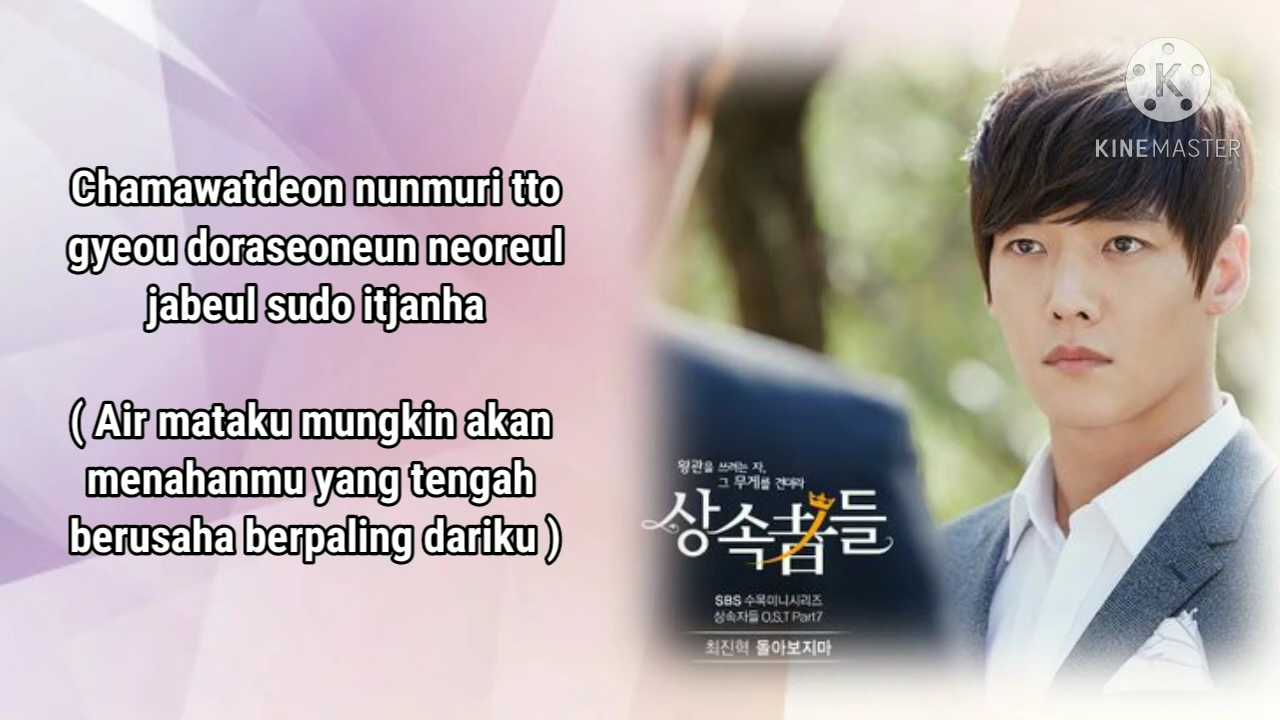 Chamawatdeon nunmuri tto
gyeou doraseoneun neoreul
jabeul sudo itjanha
( Air mataku mungkin akan
menahanmu yang tengah
berusaha berpaling dariku )
K
KINEMASTER
왕관을 쓰려는 자,
그 무게를 견뎌라
상속者들
SBS 수목미니시리즈
상속자들 O.S.T Part7
최진혁 돌아보지마